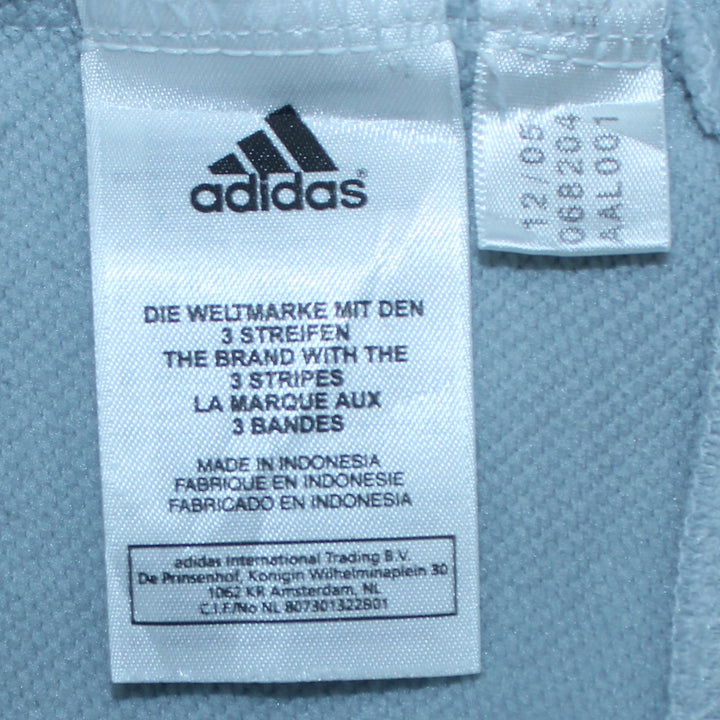 adidas®
DIE WELTMARKE MIT DEN
3 STREIFEN
THE BRAND WITH THE
3 STRIPES
LA MARQUE AUX
3 BANDES
MADE IN INDONESIA
FABRIQUE EN INDONESIE
FABRICADO EN INDONESIA
adidas International Trading B.V.
De Prinsenhof, Konigin Wilhelminaplein 30
1062 KR Amsterdam, NL
C.I.F/No NL 807301322B01
12/05
068204
AAL001